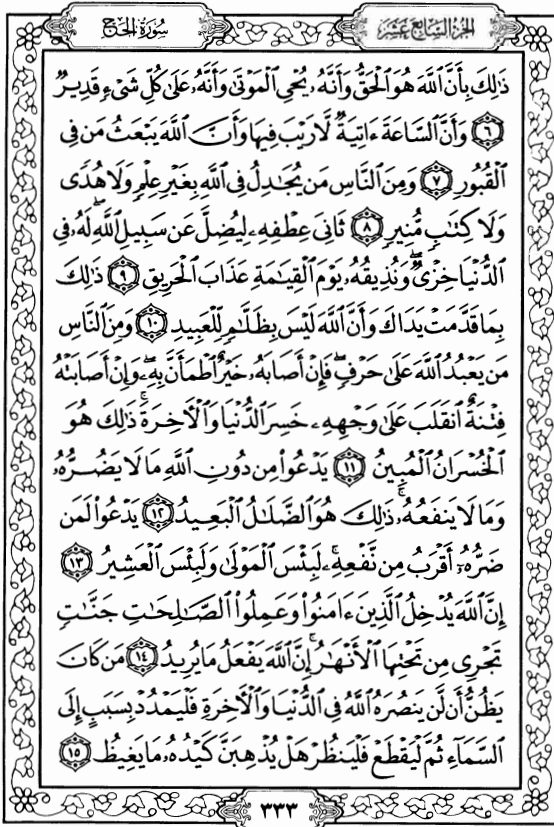 الجزء السابع عشر
سورة الحج
ذَٰلِكَ بِأَنَّ ٱللَّهَ هُوَ ٱلْحَقُّ وَأَنَّهُۥ يُحْىِ ٱلْمَوْتَىٰ وَأَنَّهُۥ عَلَىٰ كُلِّ شَىْءٍ قَدِيرٌ
٦ وَأَنَّ ٱلسَّاعَةَ ءَاتِيَةٌ لَّا رَيْبَ فِيهَا وَأَنَّ ٱللَّهَ يَبْعَثُ مَن فِى
ٱلْقُبُورِ ٧ وَمِنَ ٱلنَّاسِ مَن يُجَٰدِلُ فِى ٱللَّهِ بِغَيْرِ عِلْمٍ وَلَا هُدًى
وَلَا كِتَٰبٍ مُّنِيرٍ ٨ ثَانِىَ عِطْفِهِۦ لِيُضِلَّ عَن سَبِيلِ ٱللَّهِ ۖ لَهُۥ فِى
ٱلدُّنْيَا خِزْىٌ ۖ وَنُذِيقُهُۥ يَوْمَ ٱلْقِيَٰمَةِ عَذَابَ ٱلْحَرِيقِ ٩ ذَٰلِكَ
بِمَا قَدَّمَتْ يَدَاكَ وَأَنَّ ٱللَّهَ لَيْسَ بِظَلَّٰمٍ لِّلْعَبِيدِ ١٠ وَمِنَ ٱلنَّاسِ
مَن يَعْبُدُ ٱللَّهَ عَلَىٰ حَرْفٍ ۖ فَإِنْ أَصَابَهُۥ خَيْرٌ ٱطْمَأَنَّ بِهِۦ ۖ وَإِنْ أَصَابَتْهُ
فِتْنَةٌ ٱنقَلَبَ عَلَىٰ وَجْهِهِۦ خَسِرَ ٱلدُّنْيَا وَٱلْءَاخِرَةَ ۚ ذَٰلِكَ هُوَ
ٱلْخُسْرَانُ ٱلْمُبِينُ ١١ يَدْعُوا۟ مِن دُونِ ٱللَّهِ مَا لَا يَضُرُّهُۥ
وَمَا لَا يَنفَعُهُۥ ۚ ذَٰلِكَ هُوَ ٱلضَّلَٰلُ ٱلْبَعِيدُ ١٢ يَدْعُوا۟ لَمَن
ضَرُّهُۥٓ أَقْرَبُ مِن نَّفْعِهِۦ ۚ لَبِئْسَ ٱلْمَوْلَىٰ وَلَبِئْسَ ٱلْعَشِيرُ ١٣
إِنَّ ٱللَّهَ يُدْخِلُ ٱلَّذِينَ ءَامَنُوا۟ وَعَمِلُوا۟ ٱلصَّٰلِحَٰتِ جَنَّٰتٍ
تَجْرِى مِن تَحْتِهَا ٱلْأَنْهَٰرُ ۚ إِنَّ ٱللَّهَ يَفْعَلُ مَا يُرِيدُ ١٤ مَن كَانَ
يَظُنُّ أَن لَّن يَنصُرَهُ ٱللَّهُ فِى ٱلدُّنْيَا وَٱلْءَاخِرَةِ فَلْيَمْدُدْ بِسَبَبٍ إِلَى
ٱلسَّمَآءِ ثُمَّ لْيَقْطَعْ فَلْيَنظُرْ هَلْ يُذْهِبَنَّ كَيْدُهُۥ مَا يَغِيظُ ١٥
٣٣٣